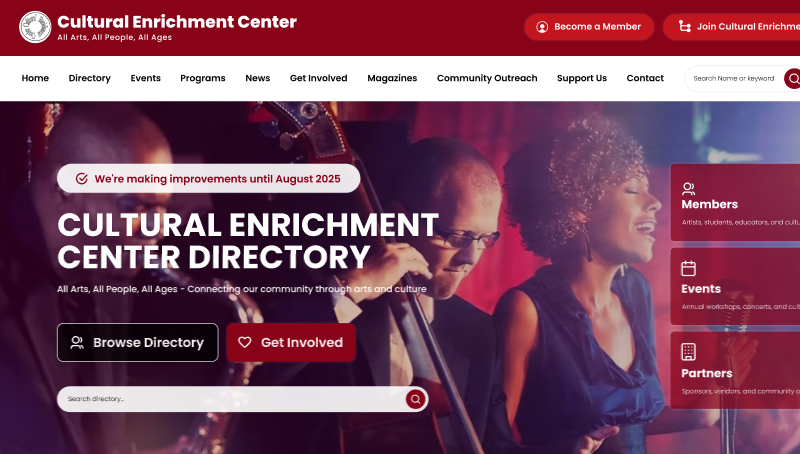 Cultural Enrichment Center
All Arts, All People, All Ages
Become a Member
Join Cultural
Home Directory Events Programs News Get Involved Magazines Community Outreach Support Us Contact
Search Name or keyword
We're making improvements until August 2025
CULTURAL ENRICHMENT
CENTER DIRECTORY
All Arts, All People, All Ages - Connecting our community through arts and culture
Browse Directory
Get Involved
Search directory...
Members
Artists, students, educators, and
Events
Annual workshops, concerts, and
Partners
Sponsors, vendors, and community